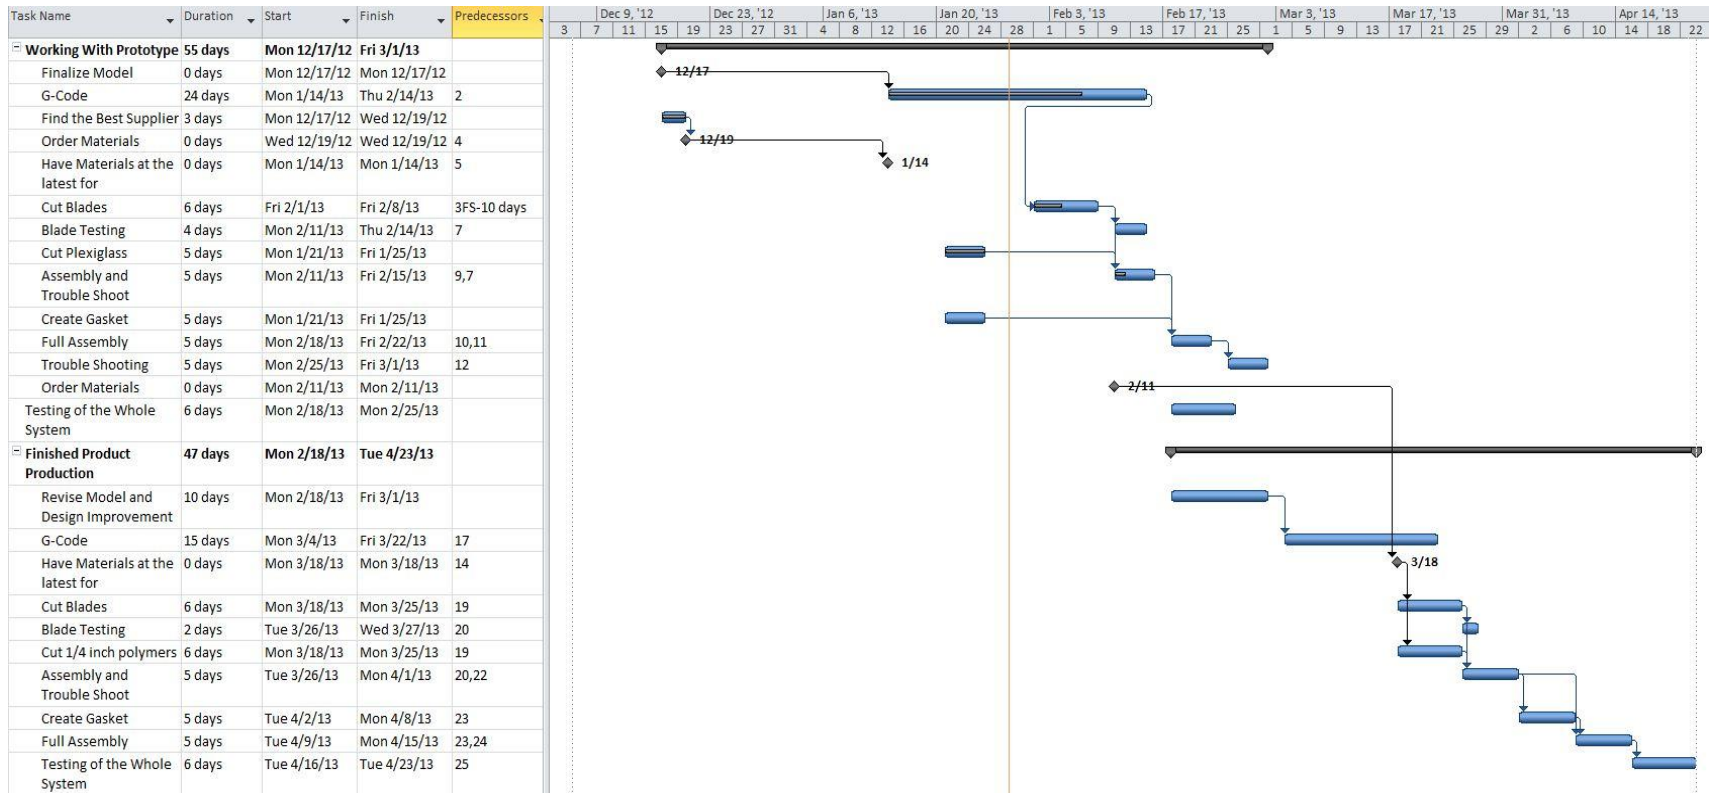 Task Name Duration Start Finish Predecessors
Dec 9, '12 Dec 23, '12 Jan 6, '13 Jan 20, '13 Feb 3, '13 Feb 17, '13 Mar 3, '13 Mar 17, '13 Mar 31, '13 Apr 14, '13
3 7 11 15 19 23 27 31 4 8 12 16 20 24 28 1 5 9 13 17 21 25 1 5 9 13 17 21 25 29 2 6 10 14 18 22
Working With Prototype 55 days Mon 12/17/12 Fri 3/1/13
Finalize Model 0 days Mon 12/17/12 Mon 12/17/12 12/17
G-Code 24 days Mon 1/14/13 Thu 2/14/13 2
Find the Best Supplier 3 days Mon 12/17/12 Wed 12/19/12
Order Materials 0 days Wed 12/19/12 Wed 12/19/12 4 12/19
Have Materials at the 0 days Mon 1/14/13 Mon 1/14/13 5 1/14
latest for
Cut Blades 6 days Fri 2/1/13 Fri 2/8/13 3FS-10 days
Blade Testing 4 days Mon 2/11/13 Thu 2/14/13 7
Cut Plexiglass 5 days Mon 1/21/13 Fri 1/25/13
Assembly and 5 days Mon 2/11/13 Fri 2/15/13 9,7
Trouble Shoot
Create Gasket 5 days Mon 1/21/13 Fri 1/25/13
Full Assembly 5 days Mon 2/18/13 Fri 2/22/13 10,11
Trouble Shooting 5 days Mon 2/25/13 Fri 3/1/13 12
Order Materials 0 days Mon 2/11/13 Mon 2/11/13 2/11
Testing of the Whole 6 days Mon 2/18/13 Mon 2/25/13
System
Finished Product 47 days Mon 2/18/13 Tue 4/23/13
Production
Revise Model and 10 days Mon 2/18/13 Fri 3/1/13
Design Improvement
G-Code 15 days Mon 3/4/13 Fri 3/22/13 17
Have Materials at the 0 days Mon 3/18/13 Mon 3/18/13 14 3/18
latest for
Cut Blades 6 days Mon 3/18/13 Mon 3/25/13 19
Blade Testing 2 days Tue 3/26/13 Wed 3/27/13 20
Cut 1/4 inch polymers 6 days Mon 3/18/13 Mon 3/25/13 19
Assembly and 5 days Tue 3/26/13 Mon 4/1/13 20,22
Trouble Shoot
Create Gasket 5 days Tue 4/2/13 Mon 4/8/13 23
Full Assembly 5 days Tue 4/9/13 Mon 4/15/13 23,24
Testing of the Whole 6 days Tue 4/16/13 Tue 4/23/13 25
System